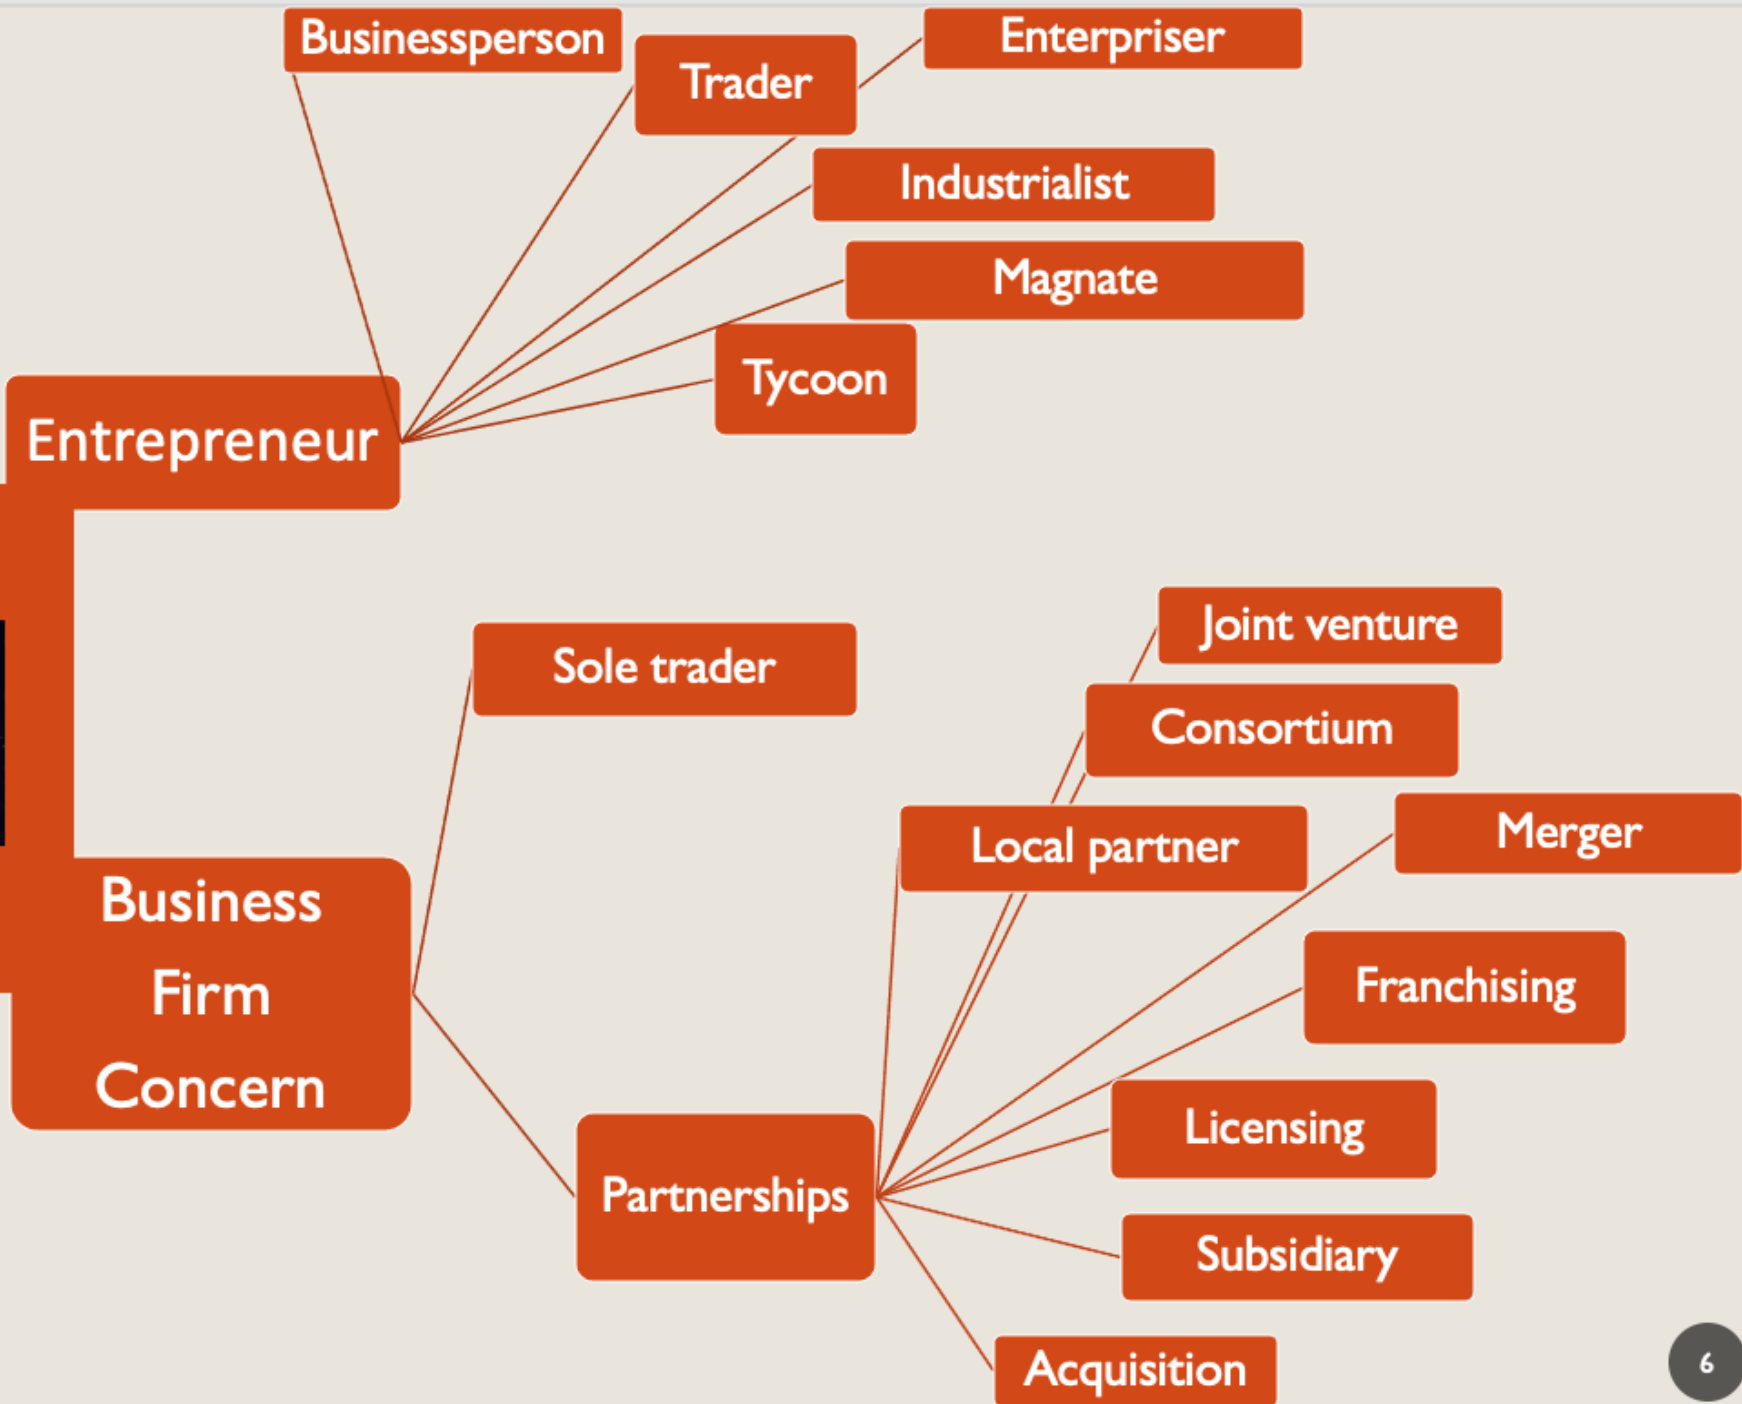 Businessperson
Trader
Enterpriser
Industrialist
Magnate
Tycoon
Entrepreneur
Sole trader
Joint venture
Consortium
Local partner
Merger
Business
Firm
Concern
Franchising
Licensing
Partnerships
Subsidiary
Acquisition
6